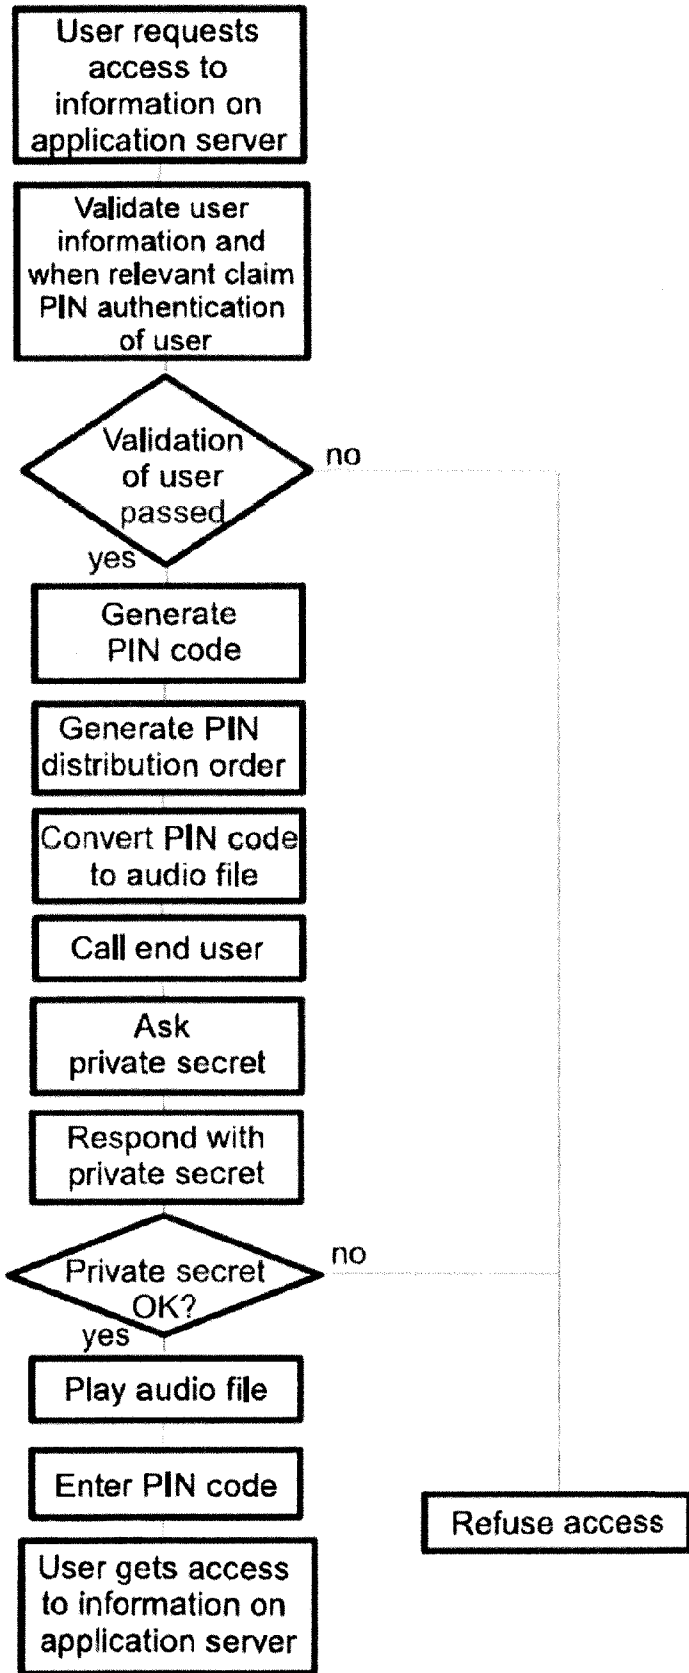 User requests
access to
information on
application server
Validate user
information and
when relevant claim
PIN authentication
of user
Validation
of user
passed
no
yes
Generate
PIN code
Generate PIN
distribution order
Convert PIN code
to audio file
Call end user
Ask
private secret
Respond with
private secret
Private secret
OK?
no
yes
Play audio file
Enter PIN code
Refuse access
User gets access
to information on
application server